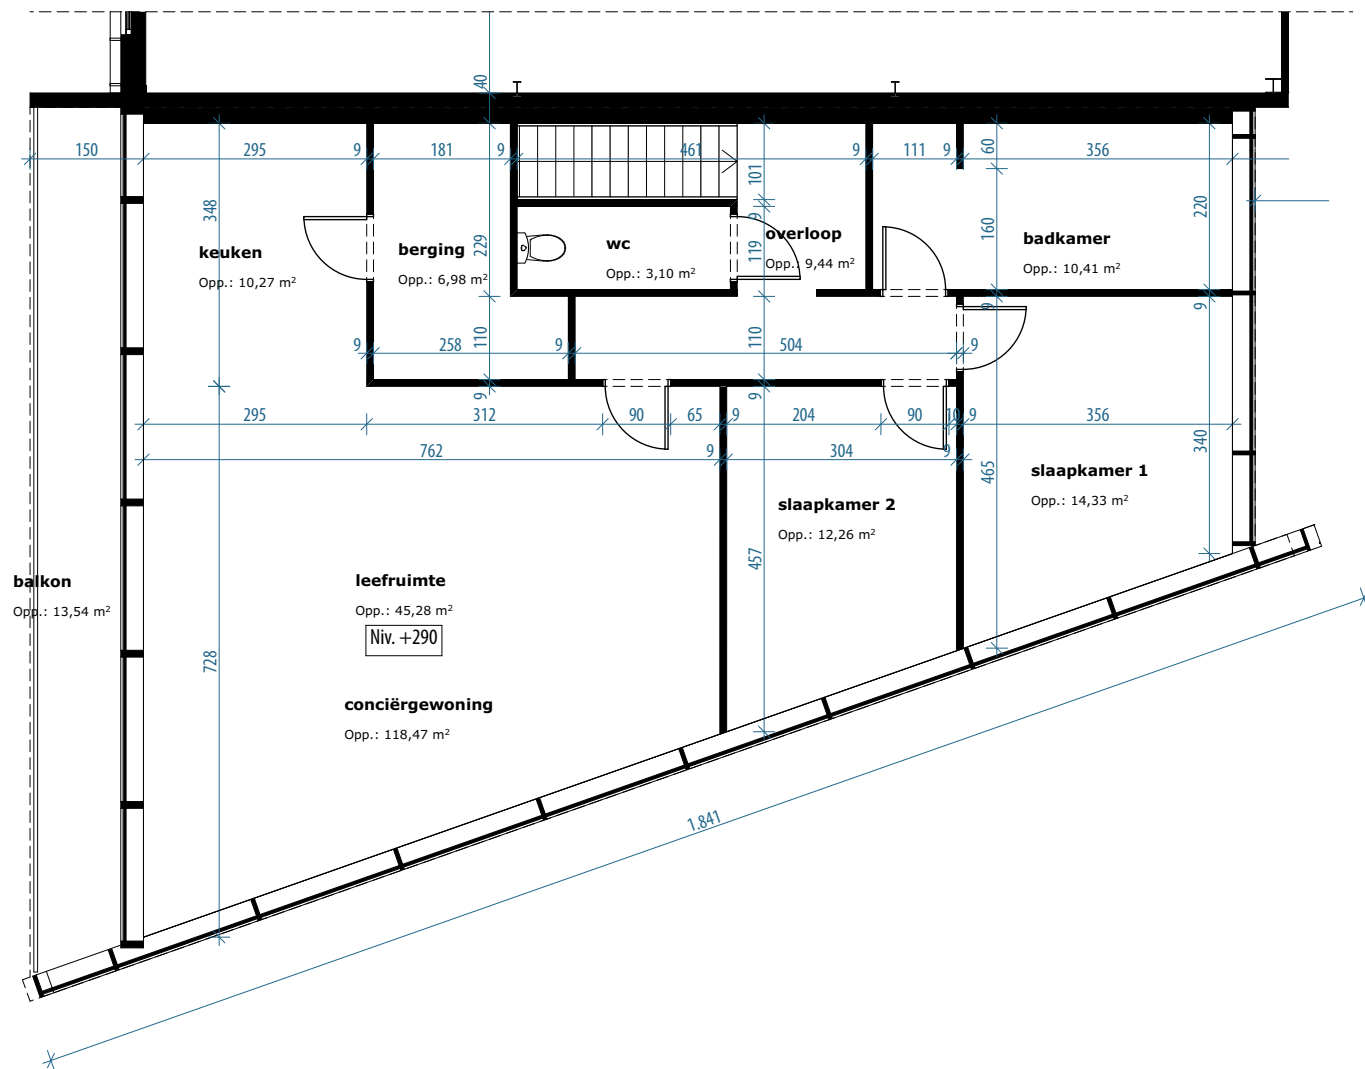 40
150
295
9
181
9
461
9
111
9
60
356
101
348
9
229
119
160
220
keuken
Opp.: 10,27 m²
berging
Opp.: 6,98 m²
wc
Opp.: 3,10 m²
overloop
Opp.: 9,44 m²
badkamer
Opp.: 10,41 m²
9
9
110
110
9
258
9
504
9
9
9
295
312
90
65
9
204
90
10
9
356
762
9
304
9
465
340
slaapkamer 1
Opp.: 14,33 m²
slaapkamer 2
Opp.: 12,26 m²
457
balkon
Opp.: 13,54 m²
leefruimte
Opp.: 45,28 m²
Niv. +290
728
conciërgewoning
Opp.: 118,47 m²
1.841